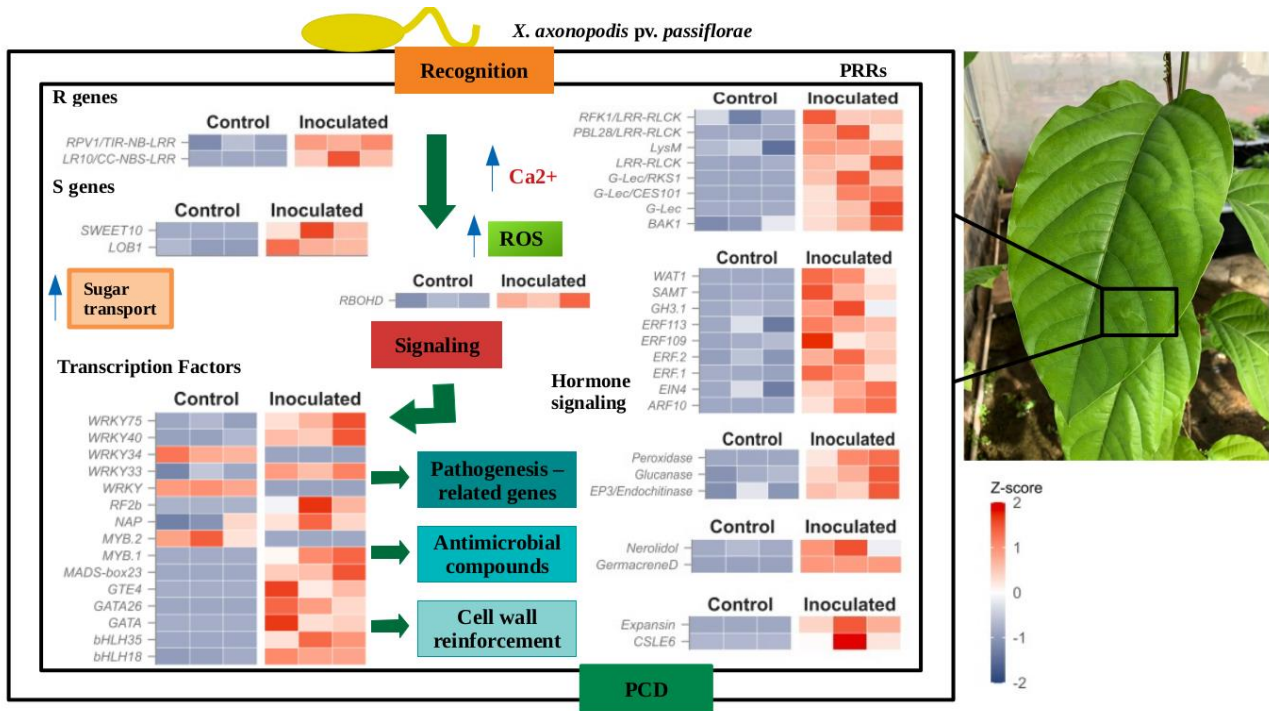 X. axonopodis pv. passiflorae
Recognition
PRRs
R genes
Control Inoculated
RPV1/TIR-NB-LRR
LR10/CC-NBS-LRR
S genes
Control Inoculated
SWEET10
LOB1
Sugar
transport
Ca2+
ROS
Control Inoculated
RBOHD
Signaling
Control Inoculated
RFK1/LRR-RLCK
PBL28/LRR-RLCK
LysM
LRR-RLCK
G-Lec/RKS1
G-Lec/CES101
G-Lec
BAK1
Transcription Factors
Control Inoculated
WRKY75
WRKY40
WRKY34
WRKY33
WRKY
RF2b
NAP
MYB.2
MYB.1
MADS-box23
GTE4
GATA26
GATA
bHLH35
bHLH18
Hormone
signaling
Control Inoculated
WAT1
SAMT
GH3.1
ERF113
ERF109
ERF.2
ERF.1
EIN4
ARF10
Pathogenesis –
related genes
Control Inoculated
Peroxidase
Glucanase
EP3/Endochitinase
Antimicrobial
compounds
Control Inoculated
Nerolidol
GermacreneD
Cell wall
reinforcement
Control Inoculated
Expansin
CSLE6
PCD
Z-score
2
1
0
-1
-2